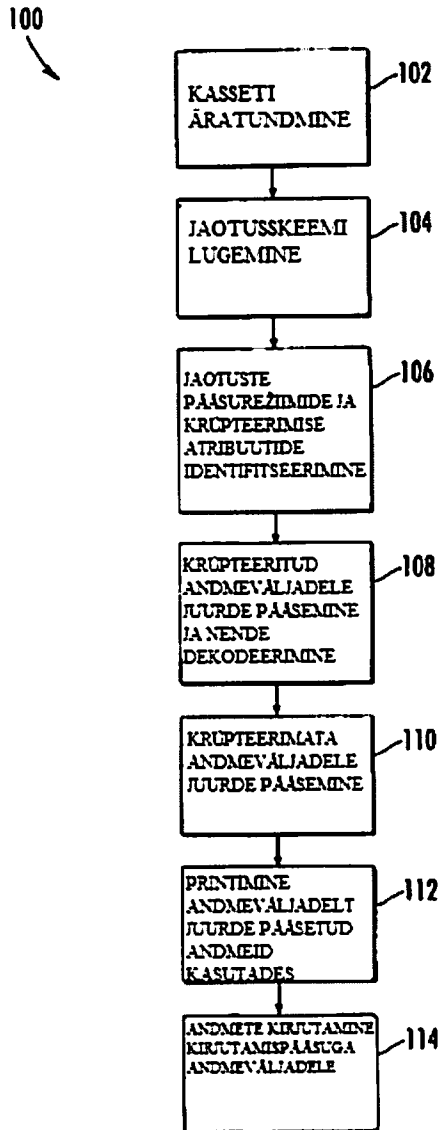 100
102
KASSETI
ÄRATUNDMINE
104
JAOTUSSKEEMI
LUGEMINE
106
JAOTUSTE
PÄÄSUREŽIIMIDE JA
KRÜPTEERIMISE
ATRIBUUTIDE
IDENTIFITSEERIMINE
108
KRÜPTEERITUD
ANDMEVÄLJADELE
JUURDE PÄÄSEMINE
JA NENDE
DEKODEERIMINE
110
KRÜPTEERIMATA
ANDMEVÄLJADELE
JUURDE PÄÄSEMINE
112
PRINTIMINE
ANDMEVÄLJADELT
JUURDE PÄÄSETUD
ANDMEID
KASUTADES
114
ANDMETE KIRJUTAMINE
KIRJUTAMISPÄÄSUGA
ANDMEVÄLJADELE